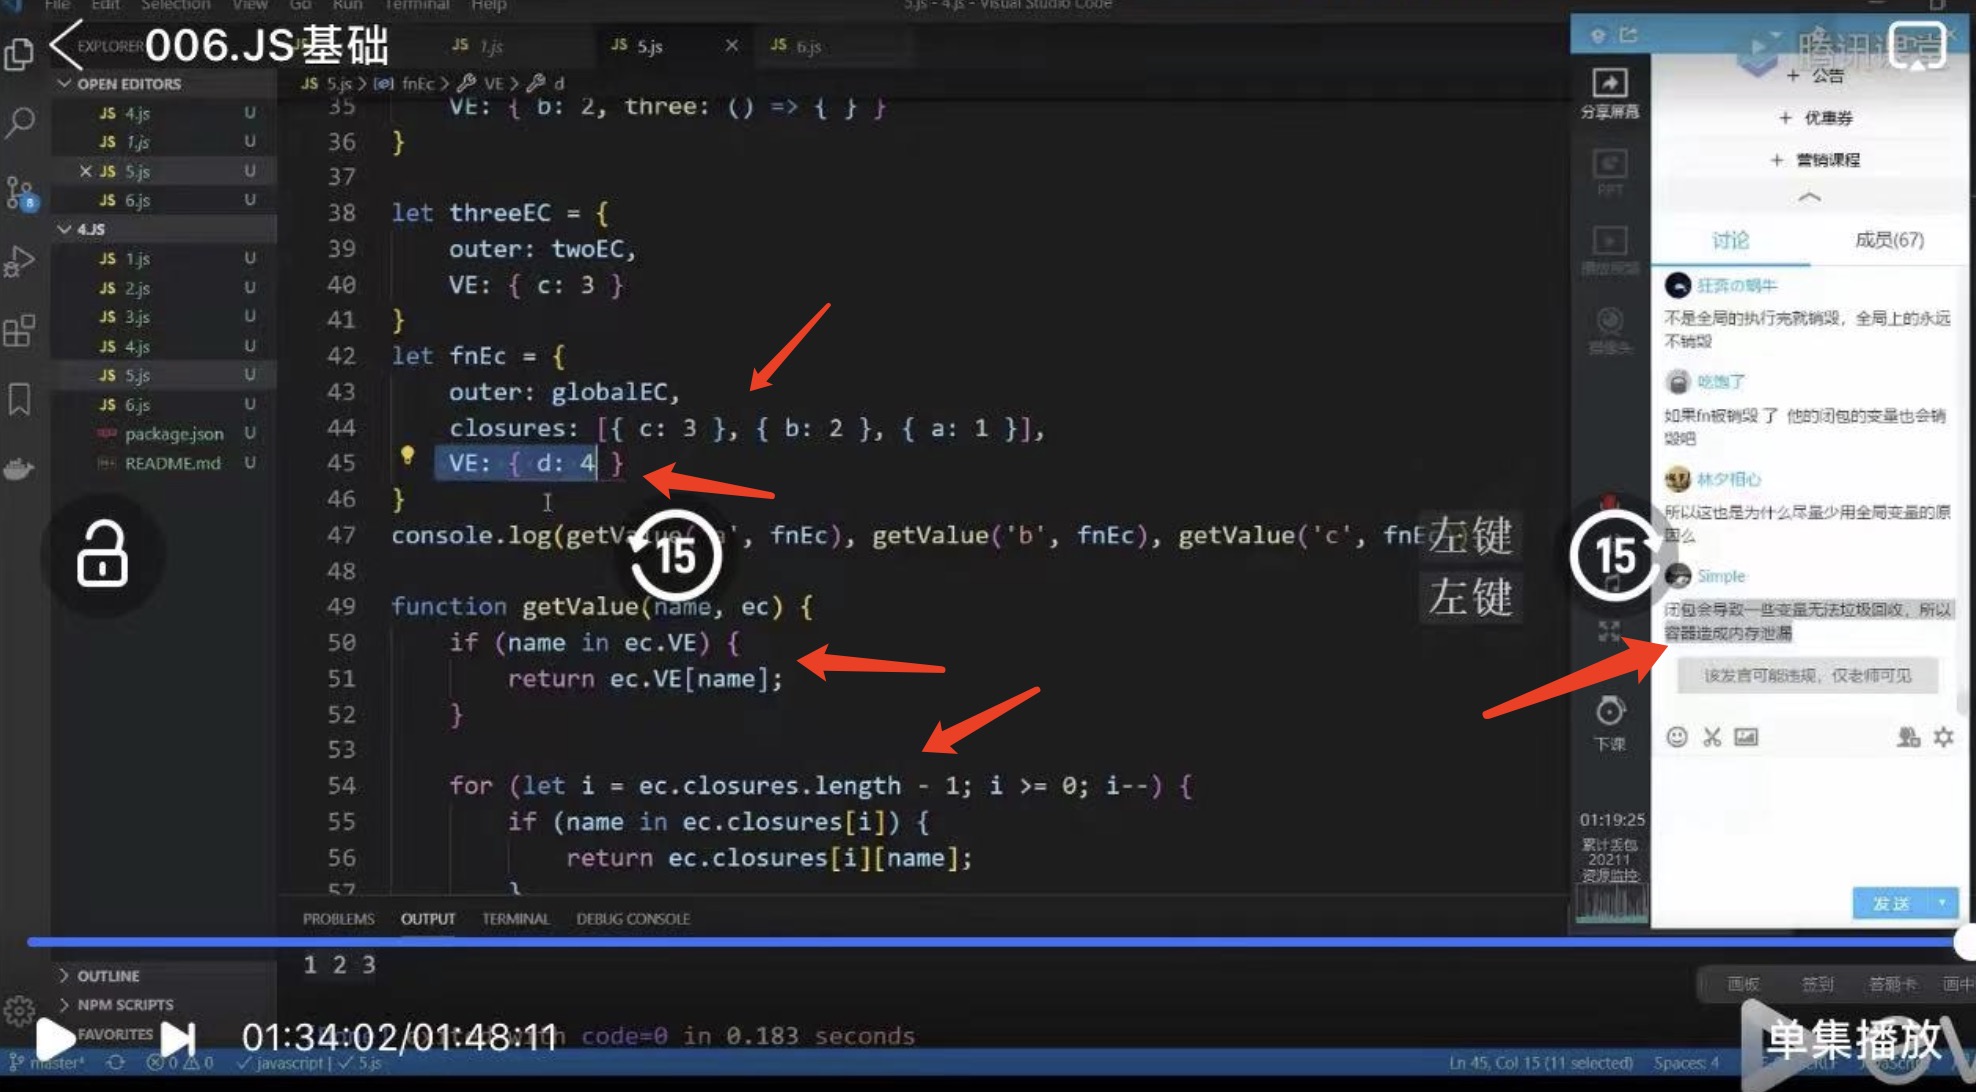 File Edit Selection View Go Run Terminal Help
5.js - 4.js - Visual Studio Code
006.JS基础
EXPLORER
JS 1.js
JS 5.js ×
JS 6.js
OPEN EDITORS
JS 4.js U
JS 1.js U
× JS 5.js U
JS 6.js U
4.JS
JS 1.js U
JS 2.js U
JS 3.js U
JS 4.js U
JS 5.js U
JS 6.js U
package.json U
README.md U
8
JS 5.js > fnEc > VE > d
35 VE: { b: 2, three: () => { } }
36 }
37
38 let threeEC = {
39 outer: twoEC,
40 VE: { c: 3 }
41 }
42 let fnEc = {
43 outer: globalEC,
44 closures: [{ c: 3 }, { b: 2 }, { a: 1 }],
45 VE: { d: 4 }
46 }
47 console.log(getValue('a', fnEc), getValue('b', fnEc), getValue('c', fnEc
48
49 function getValue(name, ec) {
50 if (name in ec.VE) {
51 return ec.VE[name];
52 }
53
54 for (let i = ec.closures.length - 1; i >= 0; i--) {
55 if (name in ec.closures[i]) {
56 return ec.closures[i][name];
57 }
15
15
左键
左键
PROBLEMS OUTPUT TERMINAL DEBUG CONSOLE
1 2 3
code=0 in 0.183 seconds
OUTLINE
NPM SCRIPTS
FAVORITES
01:34:02/01:48:11
master*
0 0
javascript | 5.js
Ln 45, Col 15 (11 selected) Spaces: 4
腾讯课堂
分享屏幕
PPT
播放视频
摄像头
下课
01:19:25
累计丢包
20211
资源监控:
+ 公告
+ 优惠券
+ 营销课程
讨论 成员(67)
狂奔の蜗牛
不是全局的执行完就销毁，全局上的永远
不销毁
吃饱了
如果fn被销毁 了 他的闭包的变量也会销
毁吧
林夕相心
所以这也是为什么尽量少用全局变量的原
因么
Simple
闭包会导致一些变量无法垃圾回收，所以
容器造成内存泄漏
该发言可能违规，仅老师可见
发送
画板 签到 答题卡 画中
单集播放